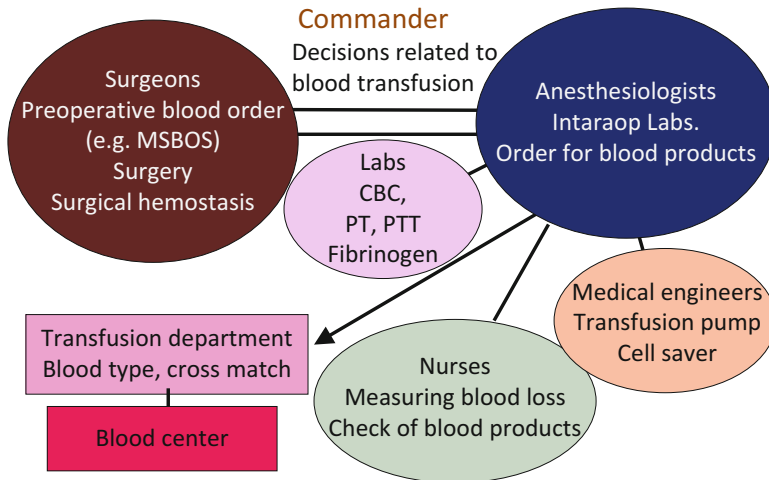 Commander
Decisions related to
blood transfusion
Surgeons
Preoperative blood order
(e.g. MSBOS)
Surgery
Surgical hemostasis
Anesthesiologists
Intaraop Labs.
Order for blood products
Labs
CBC,
PT, PTT
Fibrinogen
Medical engineers
Transfusion pump
Cell saver
Transfusion department
Blood type, cross match
Nurses
Measuring blood loss
Check of blood products
Blood center